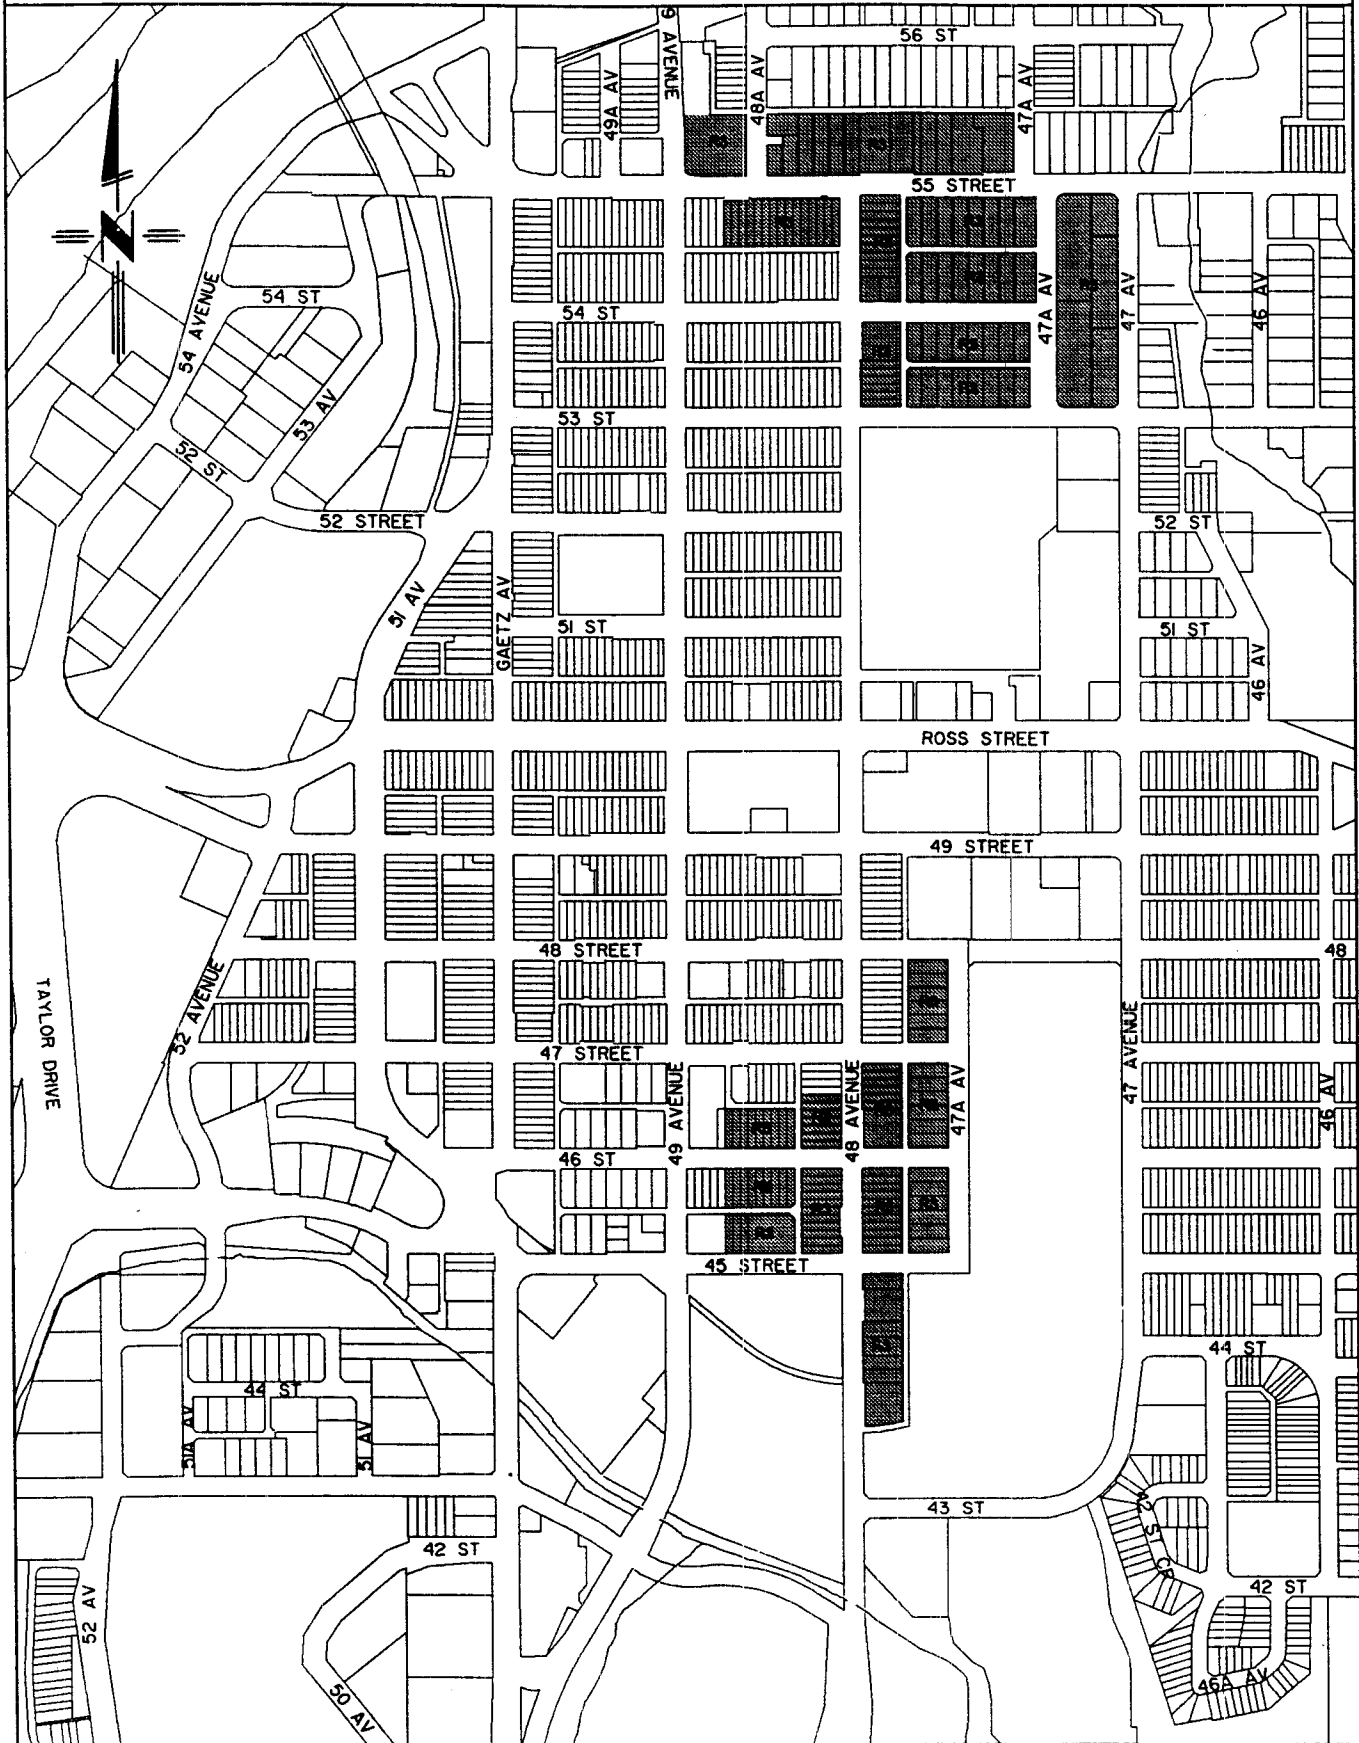 56 ST
9 AVENUE
48A AV
49A AV
47A AV
55 STREET
54 ST
54 AVENUE
54 ST
47A AV
47 AV
46 AV
53 AV
53 ST
52 ST
52 STREET
52 ST
51 AV
GAETZ AV
51 ST
51 ST
46 AV
ROSS STREET
49 STREET
48 STREET
48
TAYLOR DRIVE
52 AVENUE
47 STREET
49 AVENUE
48 AVENUE
47A AV
47 AVENUE
46 AV
46 ST
R3
45 STREET
44 ST
44 ST
51A AV
51 AV
43 ST
42 ST
42 S CR
42 ST
52 AV
46A AV
50 AV
N